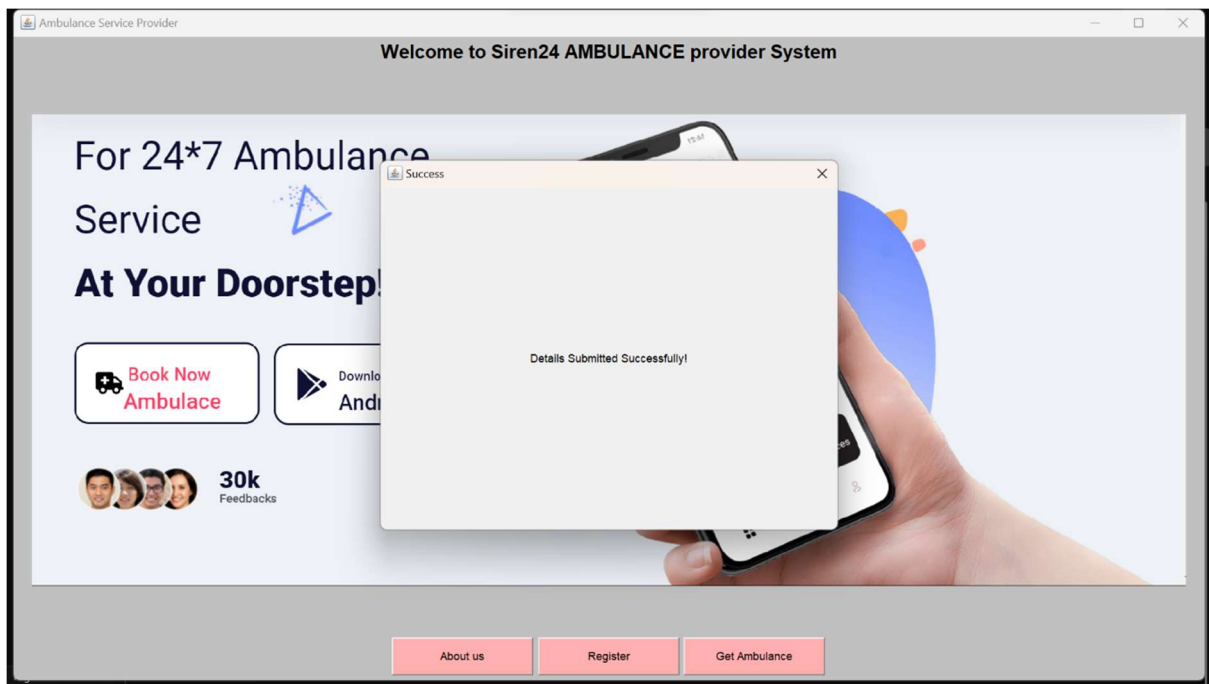 Ambulance Service Provider
Welcome to Siren24 AMBULANCE provider System
For 24*7 Ambulance
Service
At Your Doorstep!
Success
Details Submitted Successfully!
Book Now
Ambulace
30k
Feedbacks
About us
Register
Get Ambulance